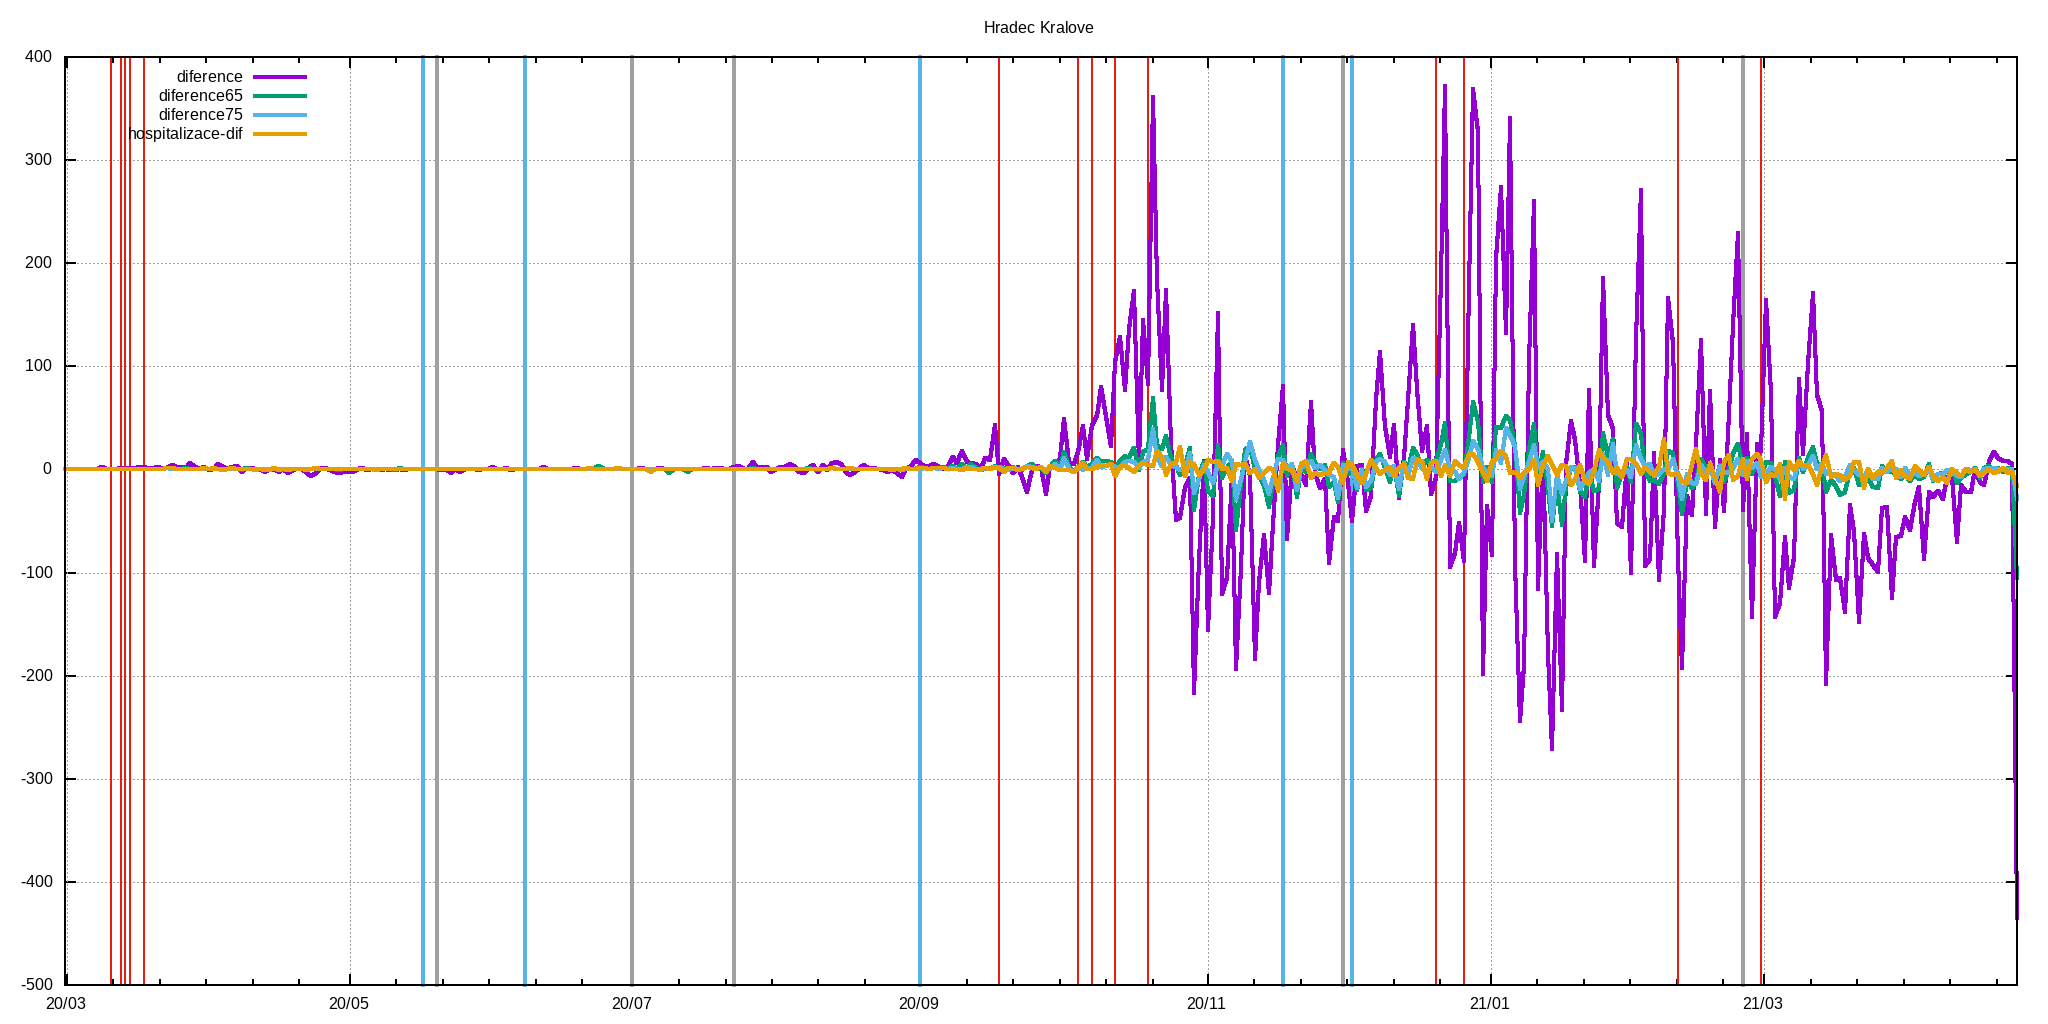 Hradec Kralove
400
300
200
100
0
-100
-200
-300
-400
-500
diference
diference65
diference75
hospitalizace-dif
20/03 20/05 20/07 20/09 20/11 21/01 21/03